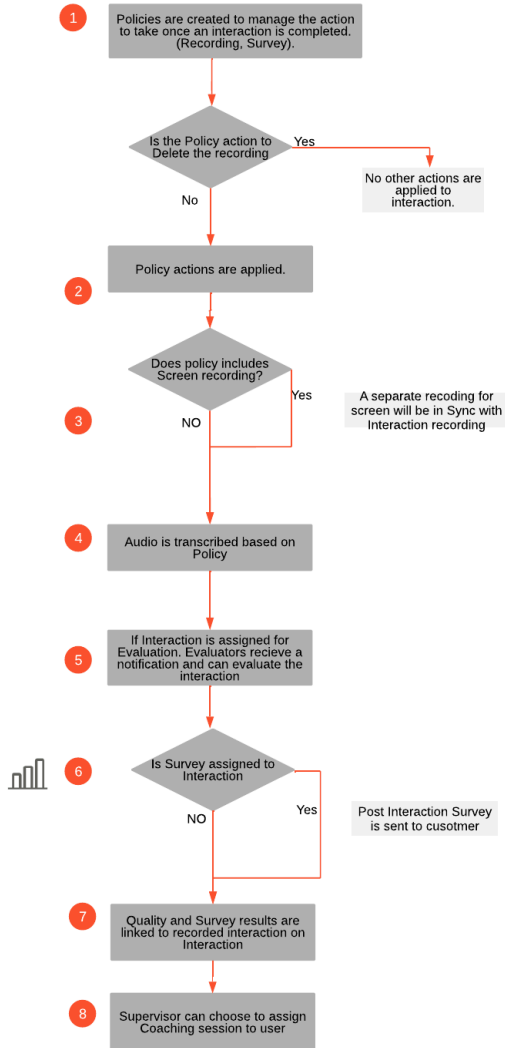 1
Policies are created to manage the action
to take once an interaction is completed.
(Recording, Survey).
Is the Policy action to
Delete the recording
Yes
No other actions are
applied to
interaction.
No
2
Policy actions are applied.
Does policy includes
Screen recording?
Yes
A separate recoding for
screen will be in Sync with
Interaction recording
3
NO
4
Audio is transcribed based on
Policy
5
If Interaction is assigned for
Evaluation. Evaluators recieve a
notification and can evaluate the
interaction
6
Is Survey assigned to
Interaction
Yes
Post Interaction Survey
is sent to cusotmer
NO
7
Quality and Survey results are
linked to recorded interaction on
Interaction
8
Supervisor can choose to assign
Coaching session to user